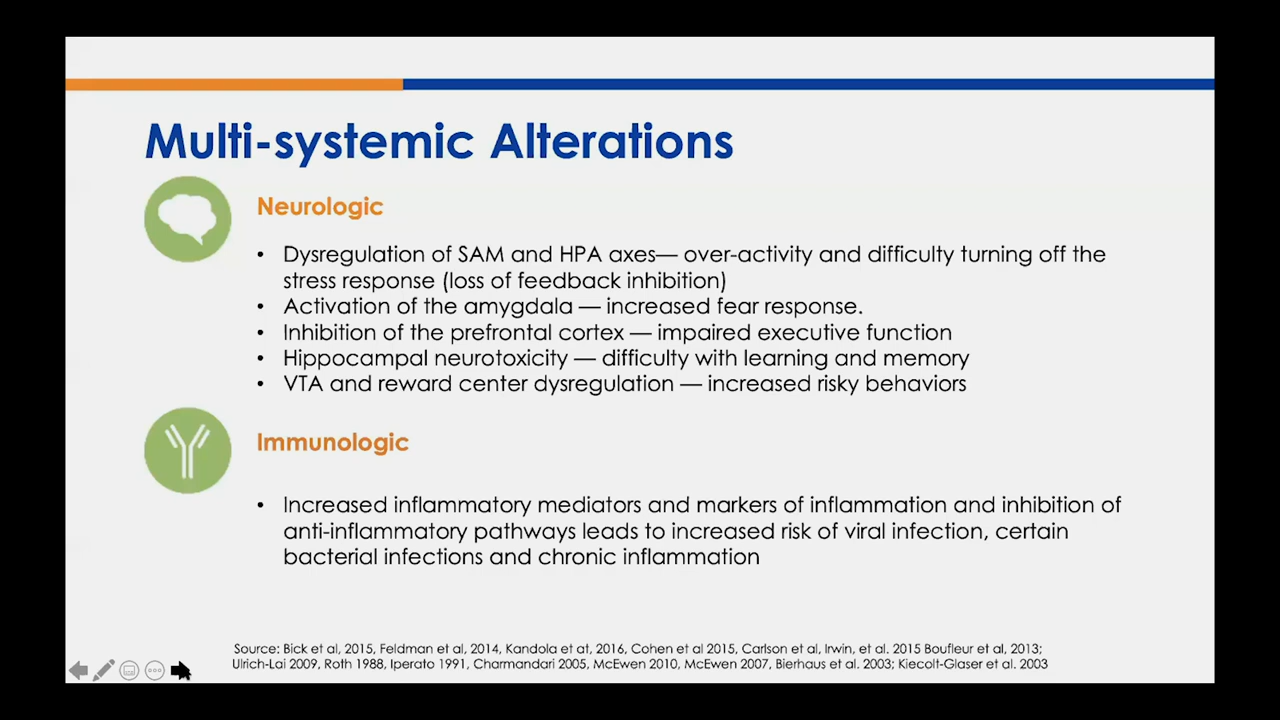 Multi-systemic Alterations
Neurologic
• Dysregulation of SAM and HPA axes— over-activity and difficulty turning off the
stress response (loss of feedback inhibition)
• Activation of the amygdala — increased fear response.
• Inhibition of the prefrontal cortex — impaired executive function
• Hippocampal neurotoxicity — difficulty with learning and memory
• VTA and reward center dysregulation — increased risky behaviors
Immunologic
• Increased inflammatory mediators and markers of inflammation and inhibition of
anti-inflammatory pathways leads to increased risk of viral infection, certain
bacterial infections and chronic inflammation
Source: Bick et al, 2015, Feldman et al, 2014, Kandola et at, 2016, Cohen et al 2015, Carlson et al, Irwin, et al. 2015 Boufleur et al, 2013;
Ulrich-Lai 2009, Roth 1988, Iperato 1991, Charmandari 2005, McEwen 2010, McEwen 2007, Bierhaus et al. 2003; Kiecolt-Glaser et al. 2003